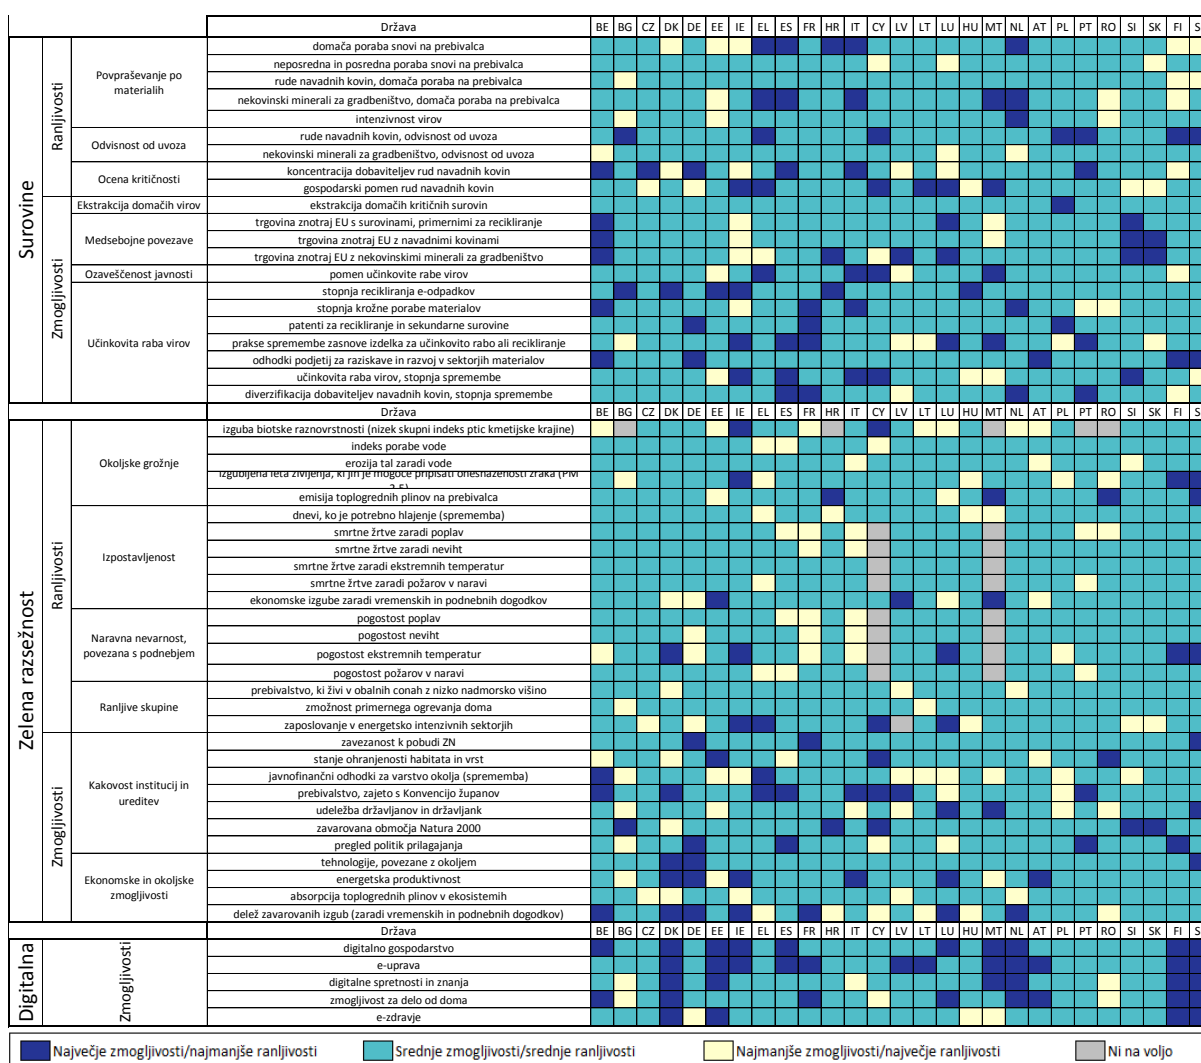 Država BE BG CZ DK DE EE IE EL ES FR HR IT CY LV LT LU HU MT NL AT PL PT RO SI SK FI S
Surovine
Ranljivosti
Povpraševanje po
materialih
domača poraba snovi na prebivalca
neposredna in posredna poraba snovi na prebivalca
rude navadnih kovin, domača poraba na prebivalca
nekovinski minerali za gradbeništvo, domača poraba na prebivalca
intenzivnost virov
Odvisnost od uvoza
rude navadnih kovin, odvisnost od uvoza
nekovinski minerali za gradbeništvo, odvisnost od uvoza
Ocena kritičnosti
koncentracija dobaviteljev rud navadnih kovin
gospodarski pomen rud navadnih kovin
Zmogljivosti
Ekstrakcija domačih virov
ekstrakcija domačih kritičnih surovin
Medsebojne povezave
trgovina znotraj EU s surovinami, primernimi za recikliranje
trgovina znotraj EU z navadnimi kovinami
trgovina znotraj EU z nekovinskimi minerali za gradbeništvo
Ozaveščenost javnosti
pomen učinkovite rabe virov
Učinkovita raba virov
stopnja recikliranja e-odpadkov
stopnja krožne porabe materialov
patenti za recikliranje in sekundarne surovine
prakse spremembe zasnove izdelka za učinkovito rabo ali recikliranje
odhodki podjetij za raziskave in razvoj v sektorjih materialov
učinkovita raba virov, stopnja spremembe
diverzifikacija dobaviteljev navadnih kovin, stopnja spremembe
Država BE BG CZ DK DE EE IE EL ES FR HR IT CY LV LT LU HU MT NL AT PL PT RO SI SK FI S
Zelena razsežnost
Ranljivosti
Okoljske grožnje
izguba biotske raznovrstnosti (nizek skupni indeks ptic kmetijske krajine)
indeks porabe vode
erozija tal zaradi vode
izgubljena leta življenja, ki jih je mogoče pripisati onesnaženosti zraka (PM
2,5)
emisija toplogrednih plinov na prebivalca
Izpostavljenost
dnevi, ko je potrebno hlajenje (sprememba)
smrtne žrtve zaradi poplav
smrtne žrtve zaradi neviht
smrtne žrtve zaradi ekstremnih temperatur
smrtne žrtve zaradi požarov v naravi
ekonomske izgube zaradi vremenskih in podnebnih dogodkov
Naravna nevarnost,
povezana s podnebjem
pogostost poplav
pogostost neviht
pogostost ekstremnih temperatur
pogostost požarov v naravi
Ranljive skupine
prebivalstvo, ki živi v obalnih conah z nizko nadmorsko višino
zmožnost primernega ogrevanja doma
zaposlovanje v energetsko intenzivnih sektorjih
Zmogljivosti
Kakovost institucij in
ureditev
zavezanost k pobudi ZN
stanje ohranjenosti habitata in vrst
javnofinančni odhodki za varstvo okolja (sprememba)
prebivalstvo, zajeto s Konvencijo županov
udeležba državljanov in državljank
zavarovana območja Natura 2000
pregled politik prilagajanja
Ekonomske in okoljske
zmogljivosti
tehnologije, povezane z okoljem
energetska produktivnost
absorpcija toplogrednih plinov v ekosistemih
delež zavarovanih izgub (zaradi vremenskih in podnebnih dogodkov)
Država BE BG CZ DK DE EE IE EL ES FR HR IT CY LV LT LU HU MT NL AT PL PT RO SI SK FI S
Digitalna
Zmogljivosti
digitalno gospodarstvo
e-uprava
digitalne spretnosti in znanja
zmogljivost za delo od doma
e-zdravje
Največje zmogljivosti/najmanjše ranljivosti Srednje zmogljivosti/srednje ranljivosti Najmanjše zmogljivosti/največje ranljivosti Ni na voljo